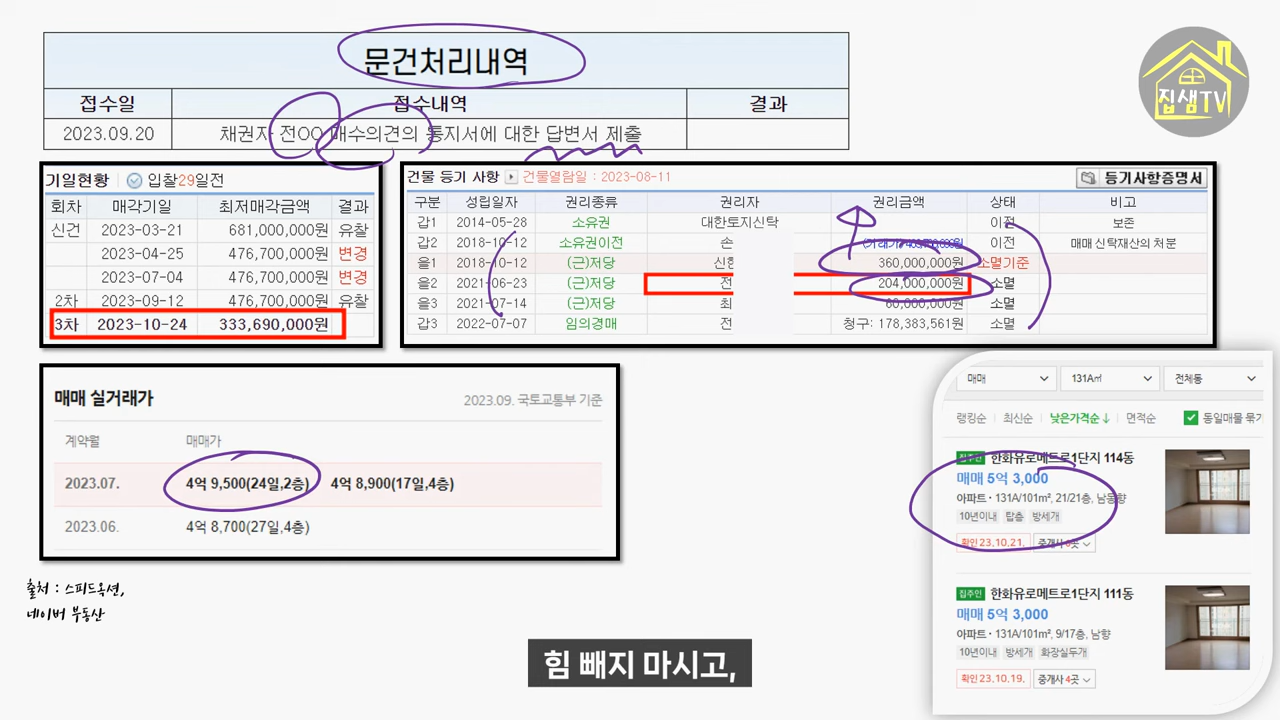 문건처리내역
접수일 접수내역 결과
2023.09.20 채권자 전OO 매수의견의 통지서에 대한 답변서 제출
집샘TV
기일현황 입찰29일전
회차 매각기일 최저매각금액 결과
신건 2023-03-21 681,000,000원 유찰
2023-04-25 476,700,000원 변경
2023-07-04 476,700,000원 변경
2차 2023-09-12 476,700,000원 유찰
3차 2023-10-24 333,690,000원
건물 등기 사항 건물열람일 : 2023-08-11 등기사항증명서
구분 성립일자 권리종류 권리자 권리금액 상태 비고
갑1 2014-05-28 소유권 대한토지신탁 이전 보존
갑2 2018-10-12 소유권이전 손 (거래가) 이전 매매 신탁재산의 처분
을1 2018-10-12 (근)저당 신한 360,000,000원 소멸기준
을2 2021-06-23 (근)저당 전 204,000,000원 소멸
을3 2021-07-14 (근)저당 최 60,000,000원 소멸
갑3 2022-07-07 임의경매 전 청구: 178,383,561원 소멸
매매 실거래가 2023.09. 국토교통부 기준
계약월 매매가
2023.07. 4억 9,500(24일,2층) 4억 8,900(17일,4층)
2023.06. 4억 8,700(27일,4층)
매매 131A㎡ 전체동
랭킹순 최신순 낮은가격순↓ 면적순 동일매물 묶기
집주인 한화유로메트로1단지 114동
매매 5억 3,000
아파트 · 131A/101m², 21/21층, 남동향
10년이내 탑층 방세개
확인 23.10.21. 중개사 6곳
집주인 한화유로메트로1단지 111동
매매 5억 3,000
아파트 · 131A/101m², 9/17층, 남향
10년이내 방세개 화장실두개
확인 23.10.19. 중개사 4곳
출처 : 스피드옥션,
네이버 부동산
힘 빼지 마시고,